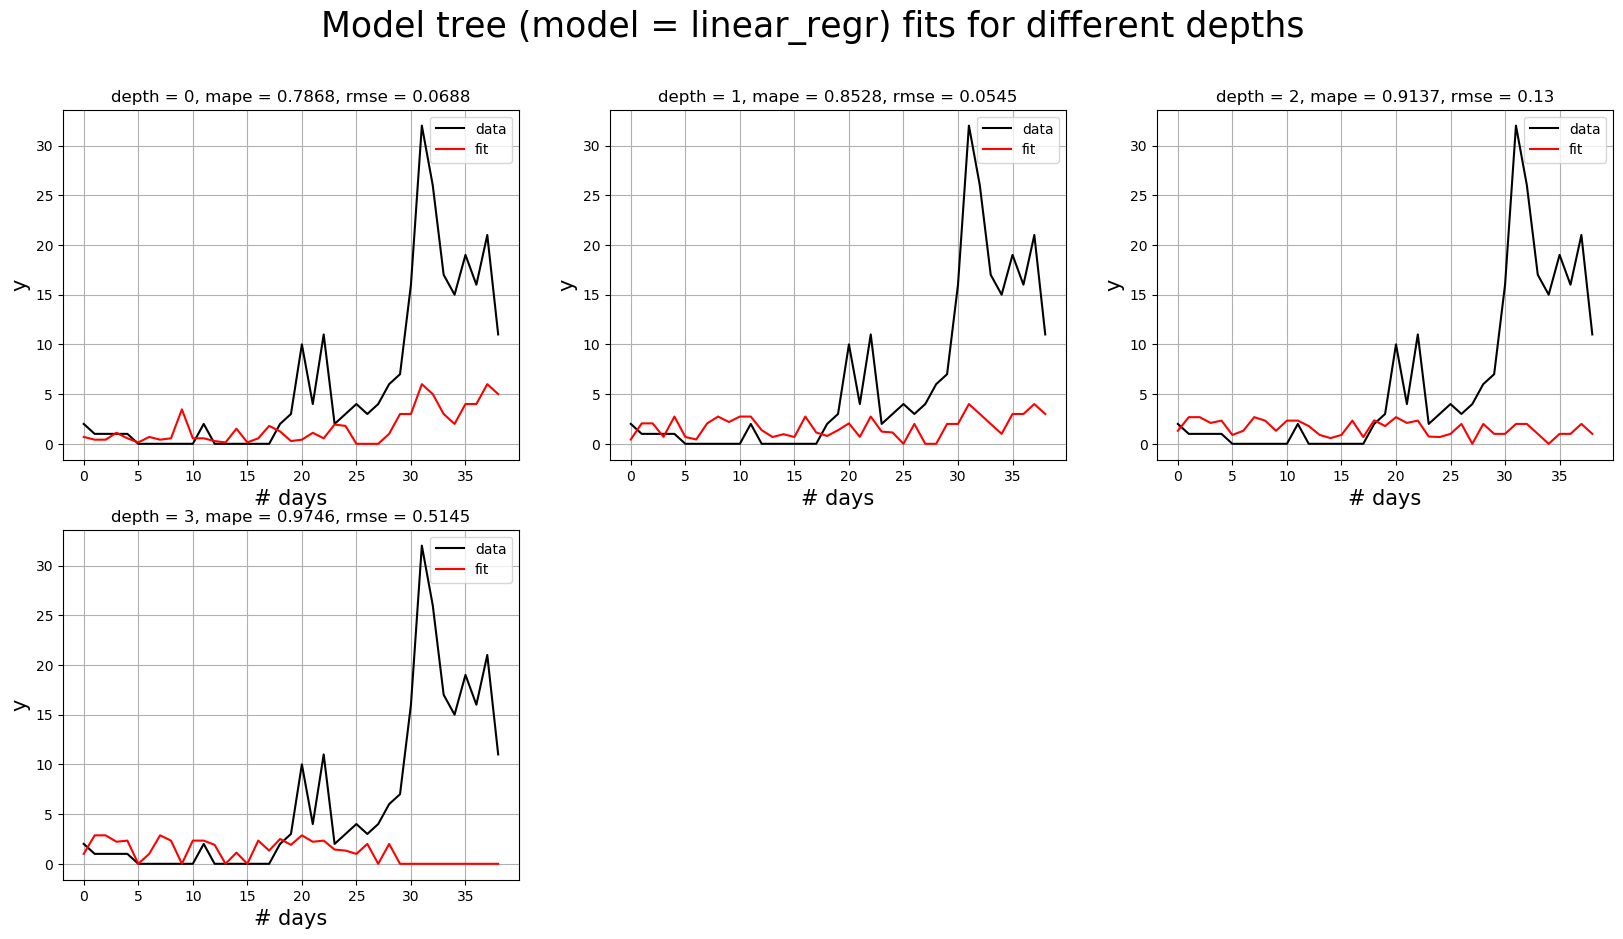 Model tree (model = linear_regr) fits for different depths
depth = 0, mape = 0.7868, rmse = 0.0688
data
fit
30
25
20
15
10
5
0
y
0 5 10 15 20 25 30 35
# days
depth = 1, mape = 0.8528, rmse = 0.0545
data
fit
30
25
20
15
10
5
0
y
0 5 10 15 20 25 30 35
# days
depth = 2, mape = 0.9137, rmse = 0.13
data
fit
30
25
20
15
10
5
0
y
0 5 10 15 20 25 30 35
# days
depth = 3, mape = 0.9746, rmse = 0.5145
data
fit
30
25
20
15
10
5
0
y
0 5 10 15 20 25 30 35
# days